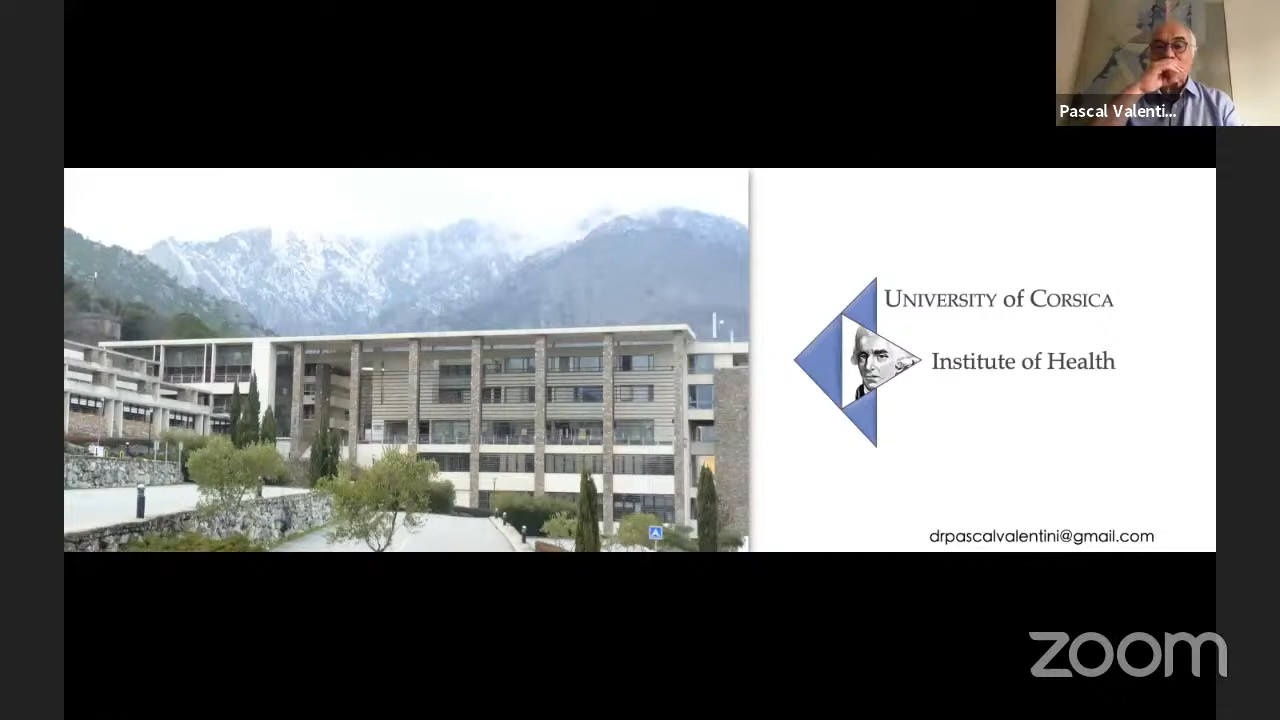 Pascal Valenti...
UNIVERSITY of CORSICA
Institute of Health
drpascalvalentini@gmail.com
zoom